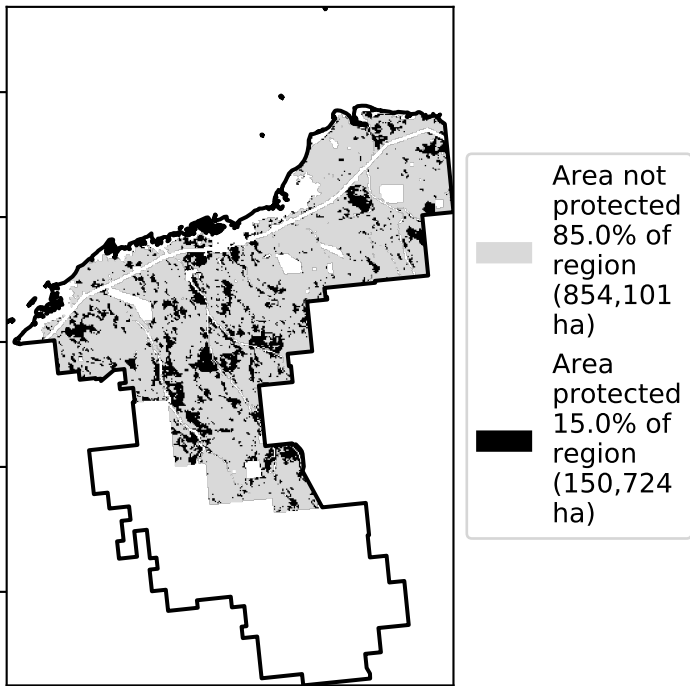 Area not
protected
85.0% of
region
(854,101
ha)
Area
protected
15.0% of
region
(150,724
ha)